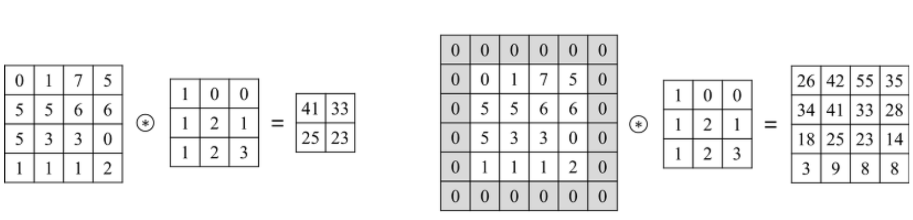 0 1 7 5
5 5 6 6
5 3 3 0
1 1 1 2
⊛
1 0 0
1 2 1
1 2 3
=
41 33
25 23
0 0 0 0 0 0
0 0 1 7 5 0
0 5 5 6 6 0
0 5 3 3 0 0
0 1 1 1 2 0
0 0 0 0 0 0
⊛
1 0 0
1 2 1
1 2 3
=
26 42 55 35
34 41 33 28
18 25 23 14
3 9 8 8